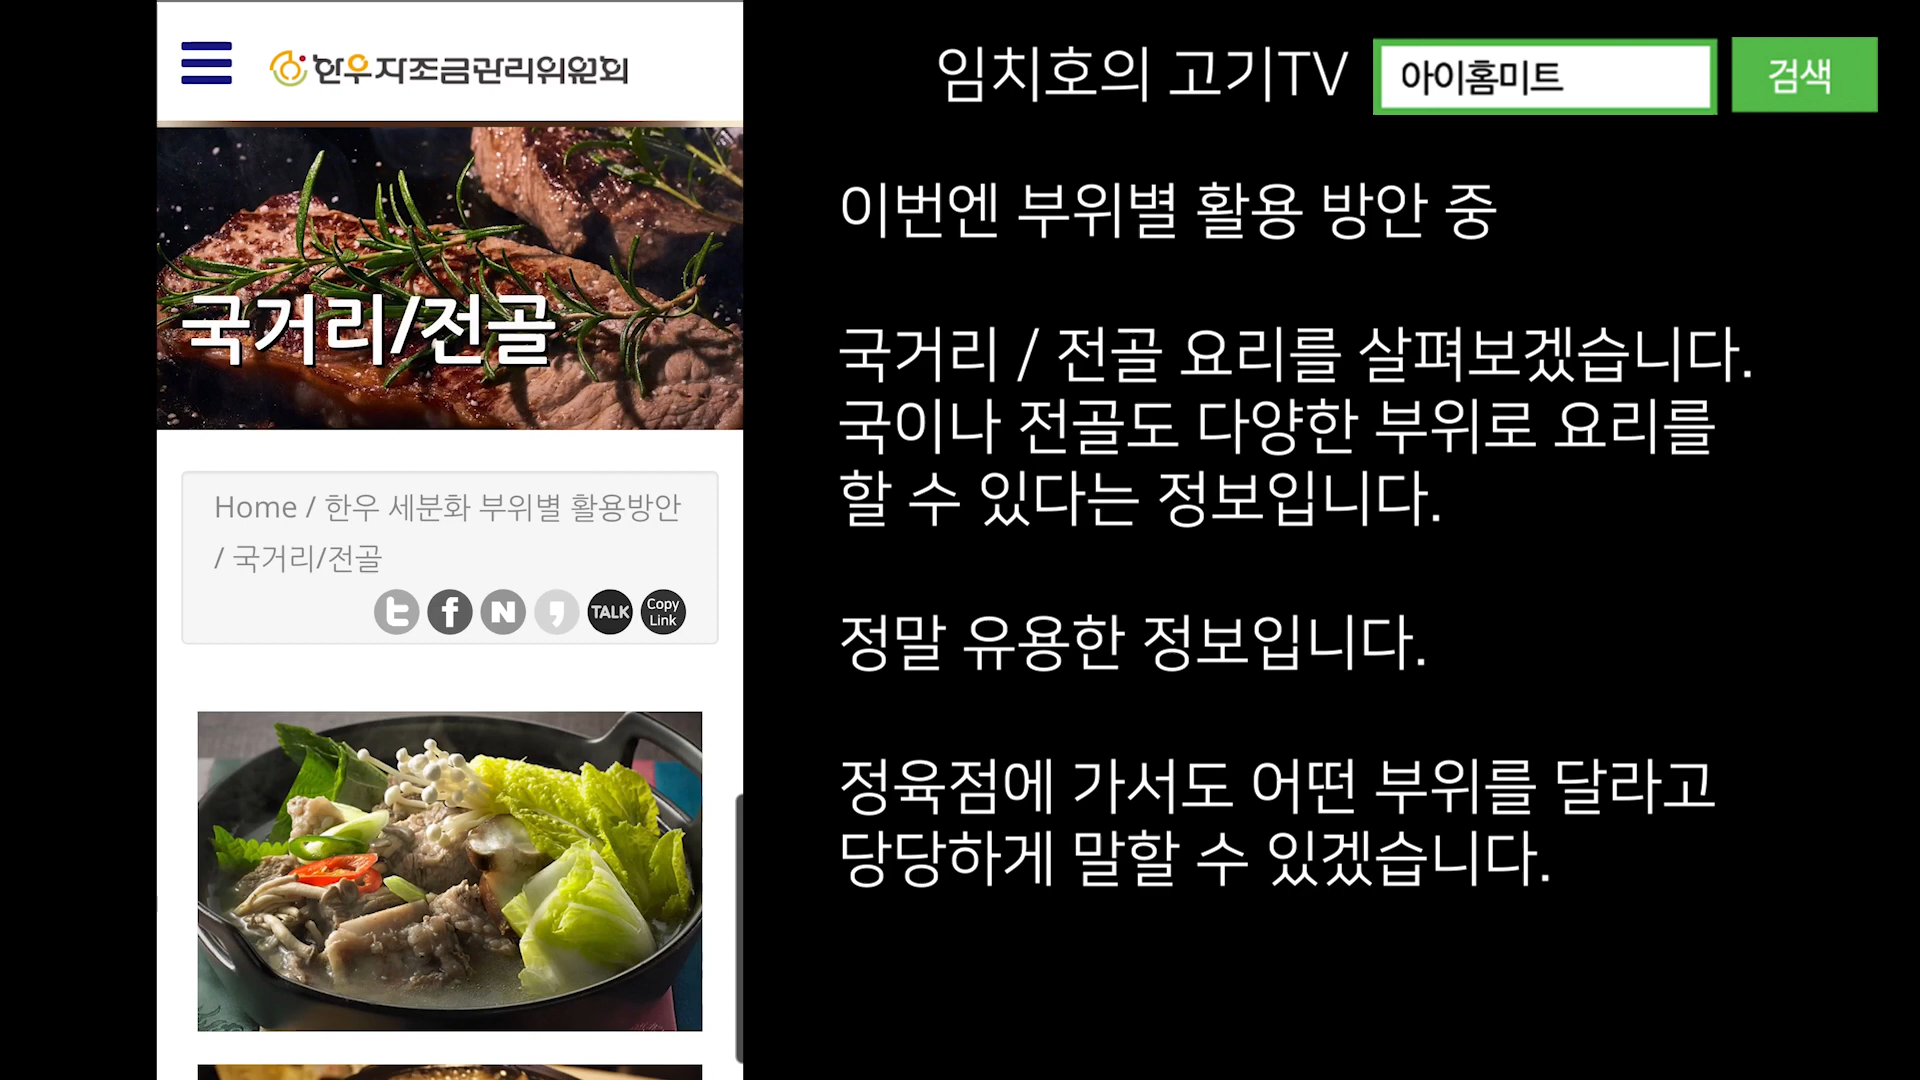 한우자조금관리위원회
국거리/전골
Home / 한우 세분화 부위별 활용방안
/ 국거리/전골
TALK
Copy
Link
임치호의 고기TV
아이홈미트
검색
이번엔 부위별 활용 방안 중
국거리 / 전골 요리를 살펴보겠습니다.
국이나 전골도 다양한 부위로 요리를
할 수 있다는 정보입니다.
정말 유용한 정보입니다.
정육점에 가서도 어떤 부위를 달라고
당당하게 말할 수 있겠습니다.